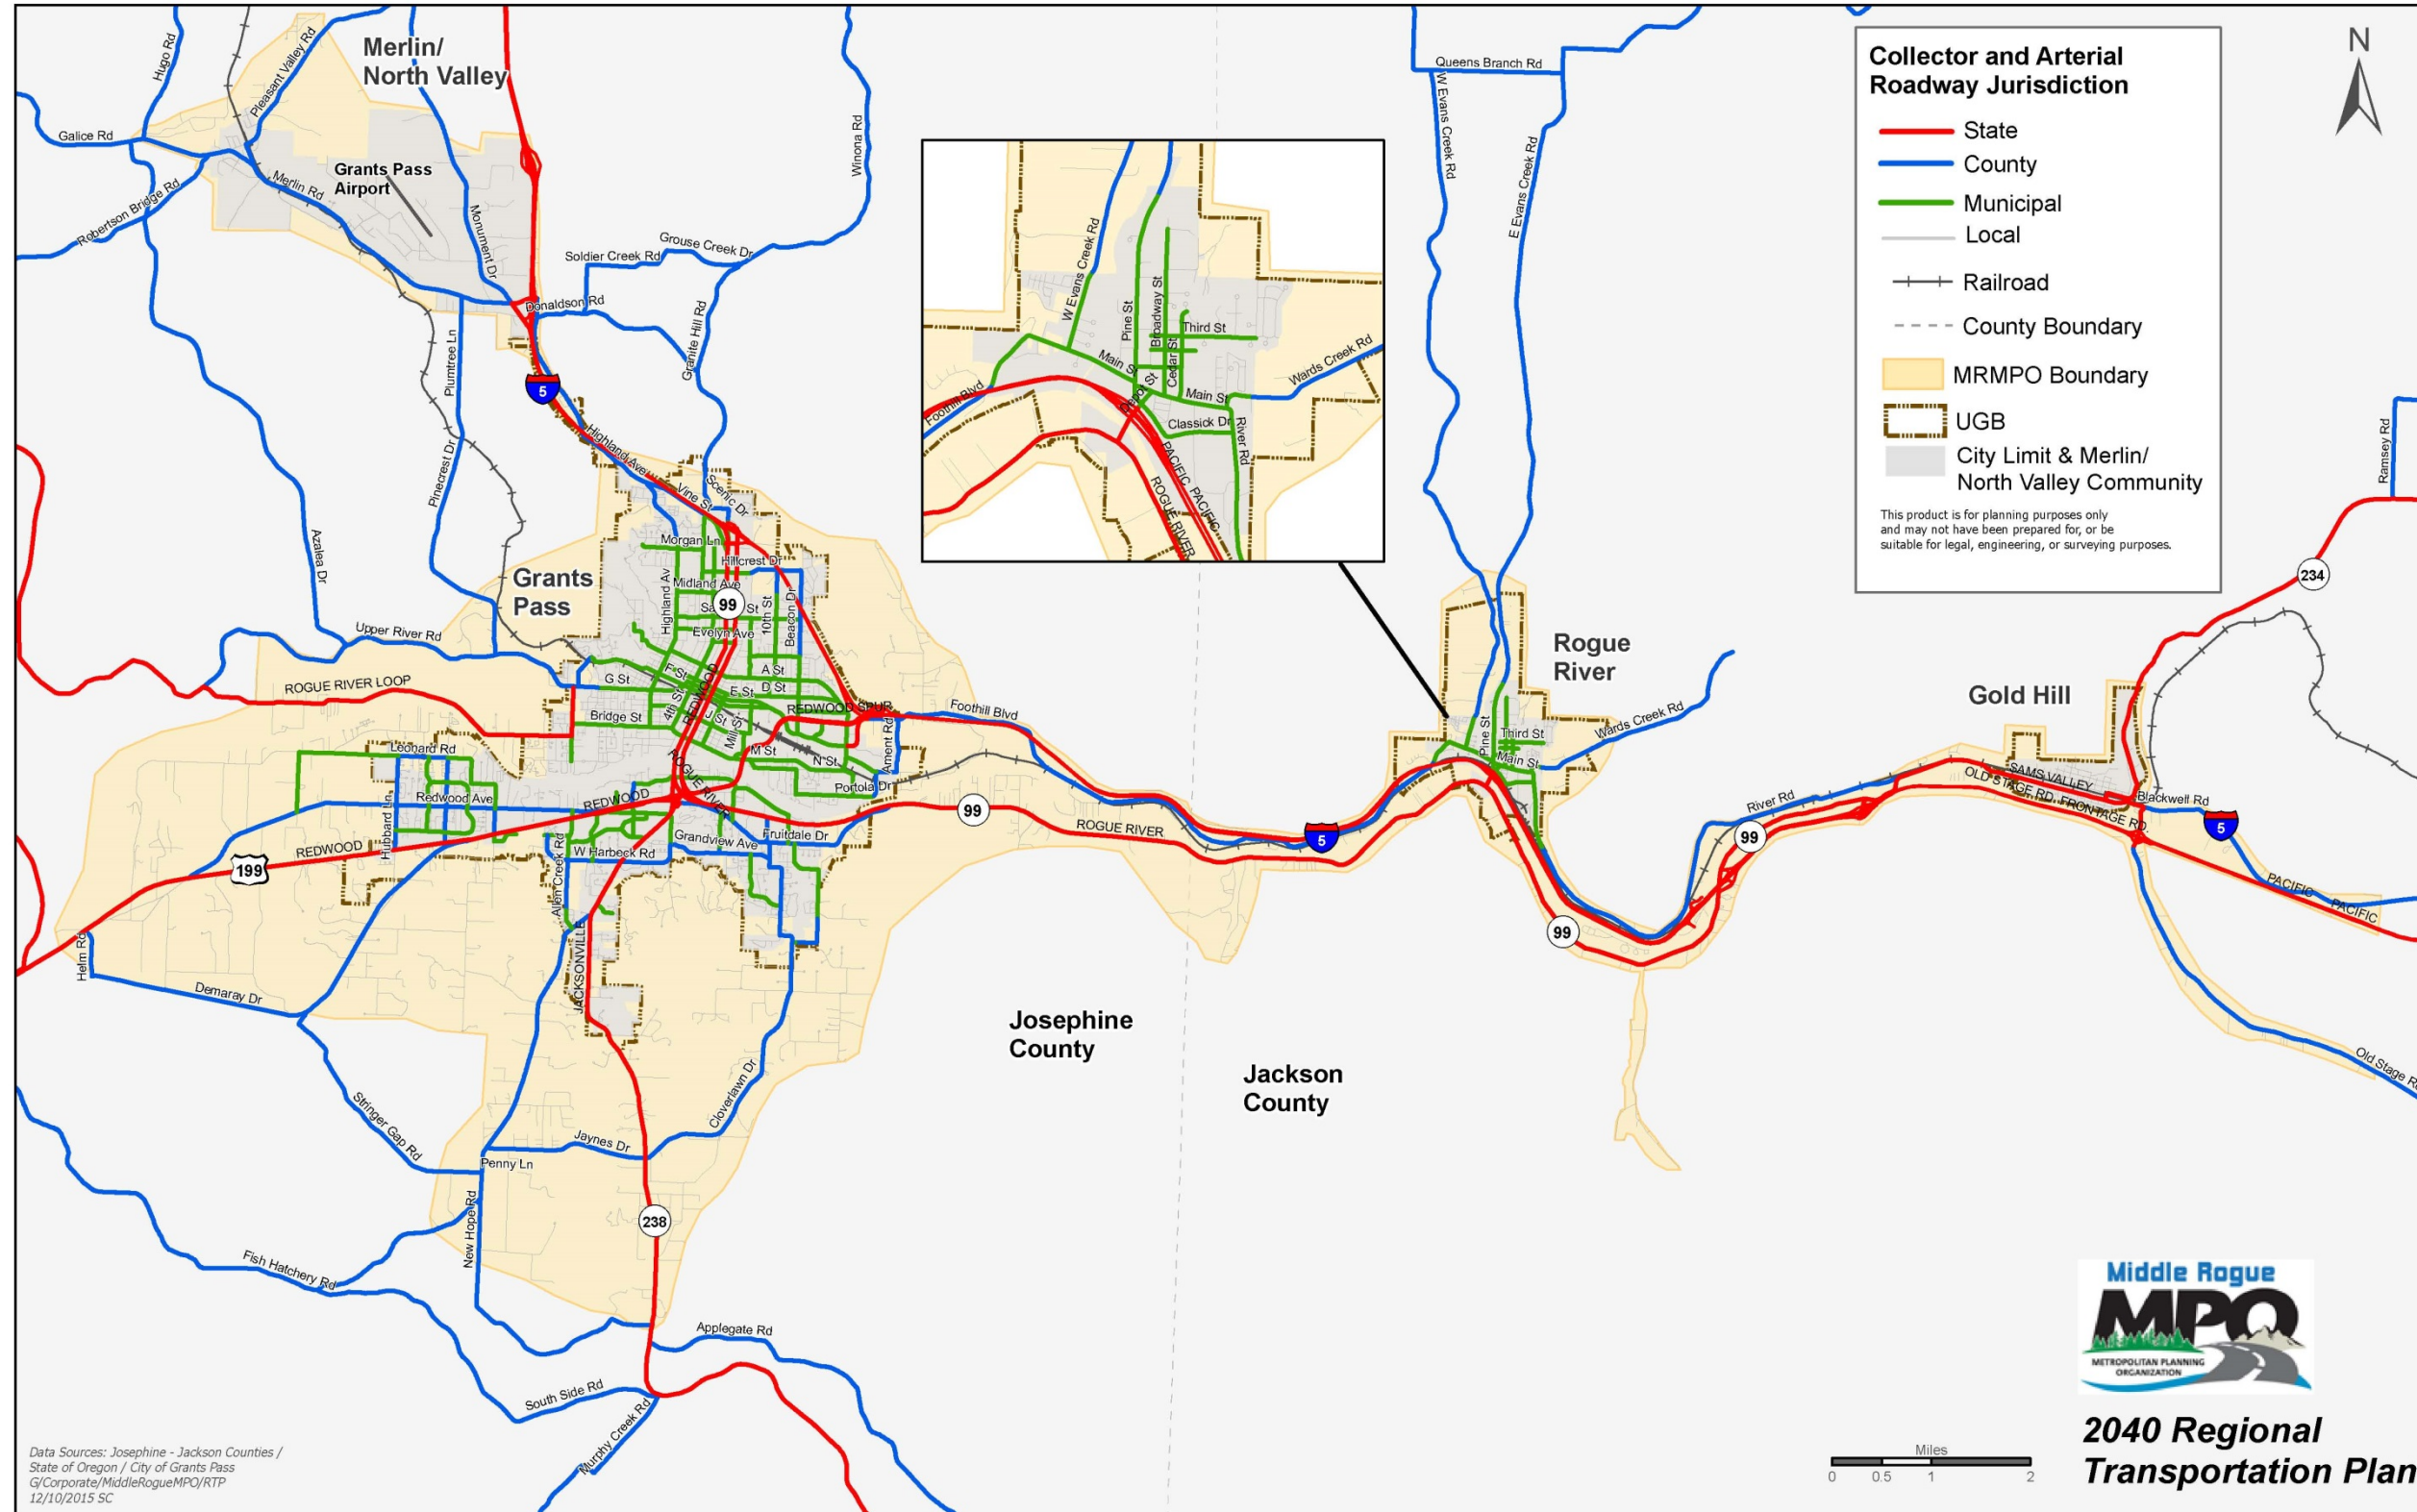 Merlin/
North Valley
Hugo Rd
Pleasant Valley Rd
Galice Rd
Merlin Rd
Robertson Bridge Rd
Grants Pass
Airport
Monument Dr
Winona Rd
Soldier Creek Rd
Grouse Creek Dr
Donaldson Rd
Granite Hill Rd
Plumtree Ln
5
Pinecrest Dr
Highland Ave
Vine St
Scenic Dr
Azalea Dr
Morgan Ln
Hillcrest Dr
Grants
Pass
Highland Av
Midland Ave
99
St
10th St
Beacon Dr
Evelyn Ave
Upper River Rd
ROGUE RIVER LOOP
G St
F St
A St
E St
D St
4th St
REDWOOD
REDWOOD SPUR
Bridge St
J St
Mill St
M St
N St
Ament Rd
Foothill Blvd
Portola Dr
Leonard Rd
Redwood Ave
Hubbard Ln
REDWOOD
ROGUE RIVER
REDWOOD
199
Grandview Ave
Fruitdale Dr
W Harbeck Rd
Allen Creek Rd
99
ROGUE RIVER
5
Helm Rd
Demaray Dr
JACKSONVILLE
Stringer Gap Rd
Jaynes Dr
Cloverlawn Dr
Penny Ln
New Hope Rd
238
Fish Hatchery Rd
Applegate Rd
South Side Rd
Murphy Creek Rd
Josephine
County
Jackson
County
W Evans Creek Rd
Pine St
Broadway St
Third St
Cedar St
Main St
Depot St
Main St
Wards Creek Rd
Foothill Blvd
Classick Dr
River Rd
PACIFIC
PACIFIC
ROGUE RIVER
Queens Branch Rd
W Evans Creek Rd
E Evans Creek Rd
Rogue
River
Pine St
Third St
Main St
Wards Creek Rd
99
99
River Rd
Gold Hill
SAMS VALLEY
OLD STAGE RD. FRONTAGE RD.
Blackwell Rd
5
PACIFIC
PACIFIC
Old Stage R
234
Ramsey Rd
N
Collector and Arterial
Roadway Jurisdiction
State
County
Municipal
Local
Railroad
County Boundary
MRMPO Boundary
UGB
City Limit & Merlin/
North Valley Community
This product is for planning purposes only
and may not have been prepared for, or be
suitable for legal, engineering, or surveying purposes.
Middle Rogue
MPO
METROPOLITAN PLANNING
ORGANIZATION
2040 Regional
Transportation Plan
Miles
0 0.5 1 2
Data Sources: Josephine - Jackson Counties /
State of Oregon / City of Grants Pass
G/Corporate/MiddleRogueMPO/RTP
12/10/2015 SC